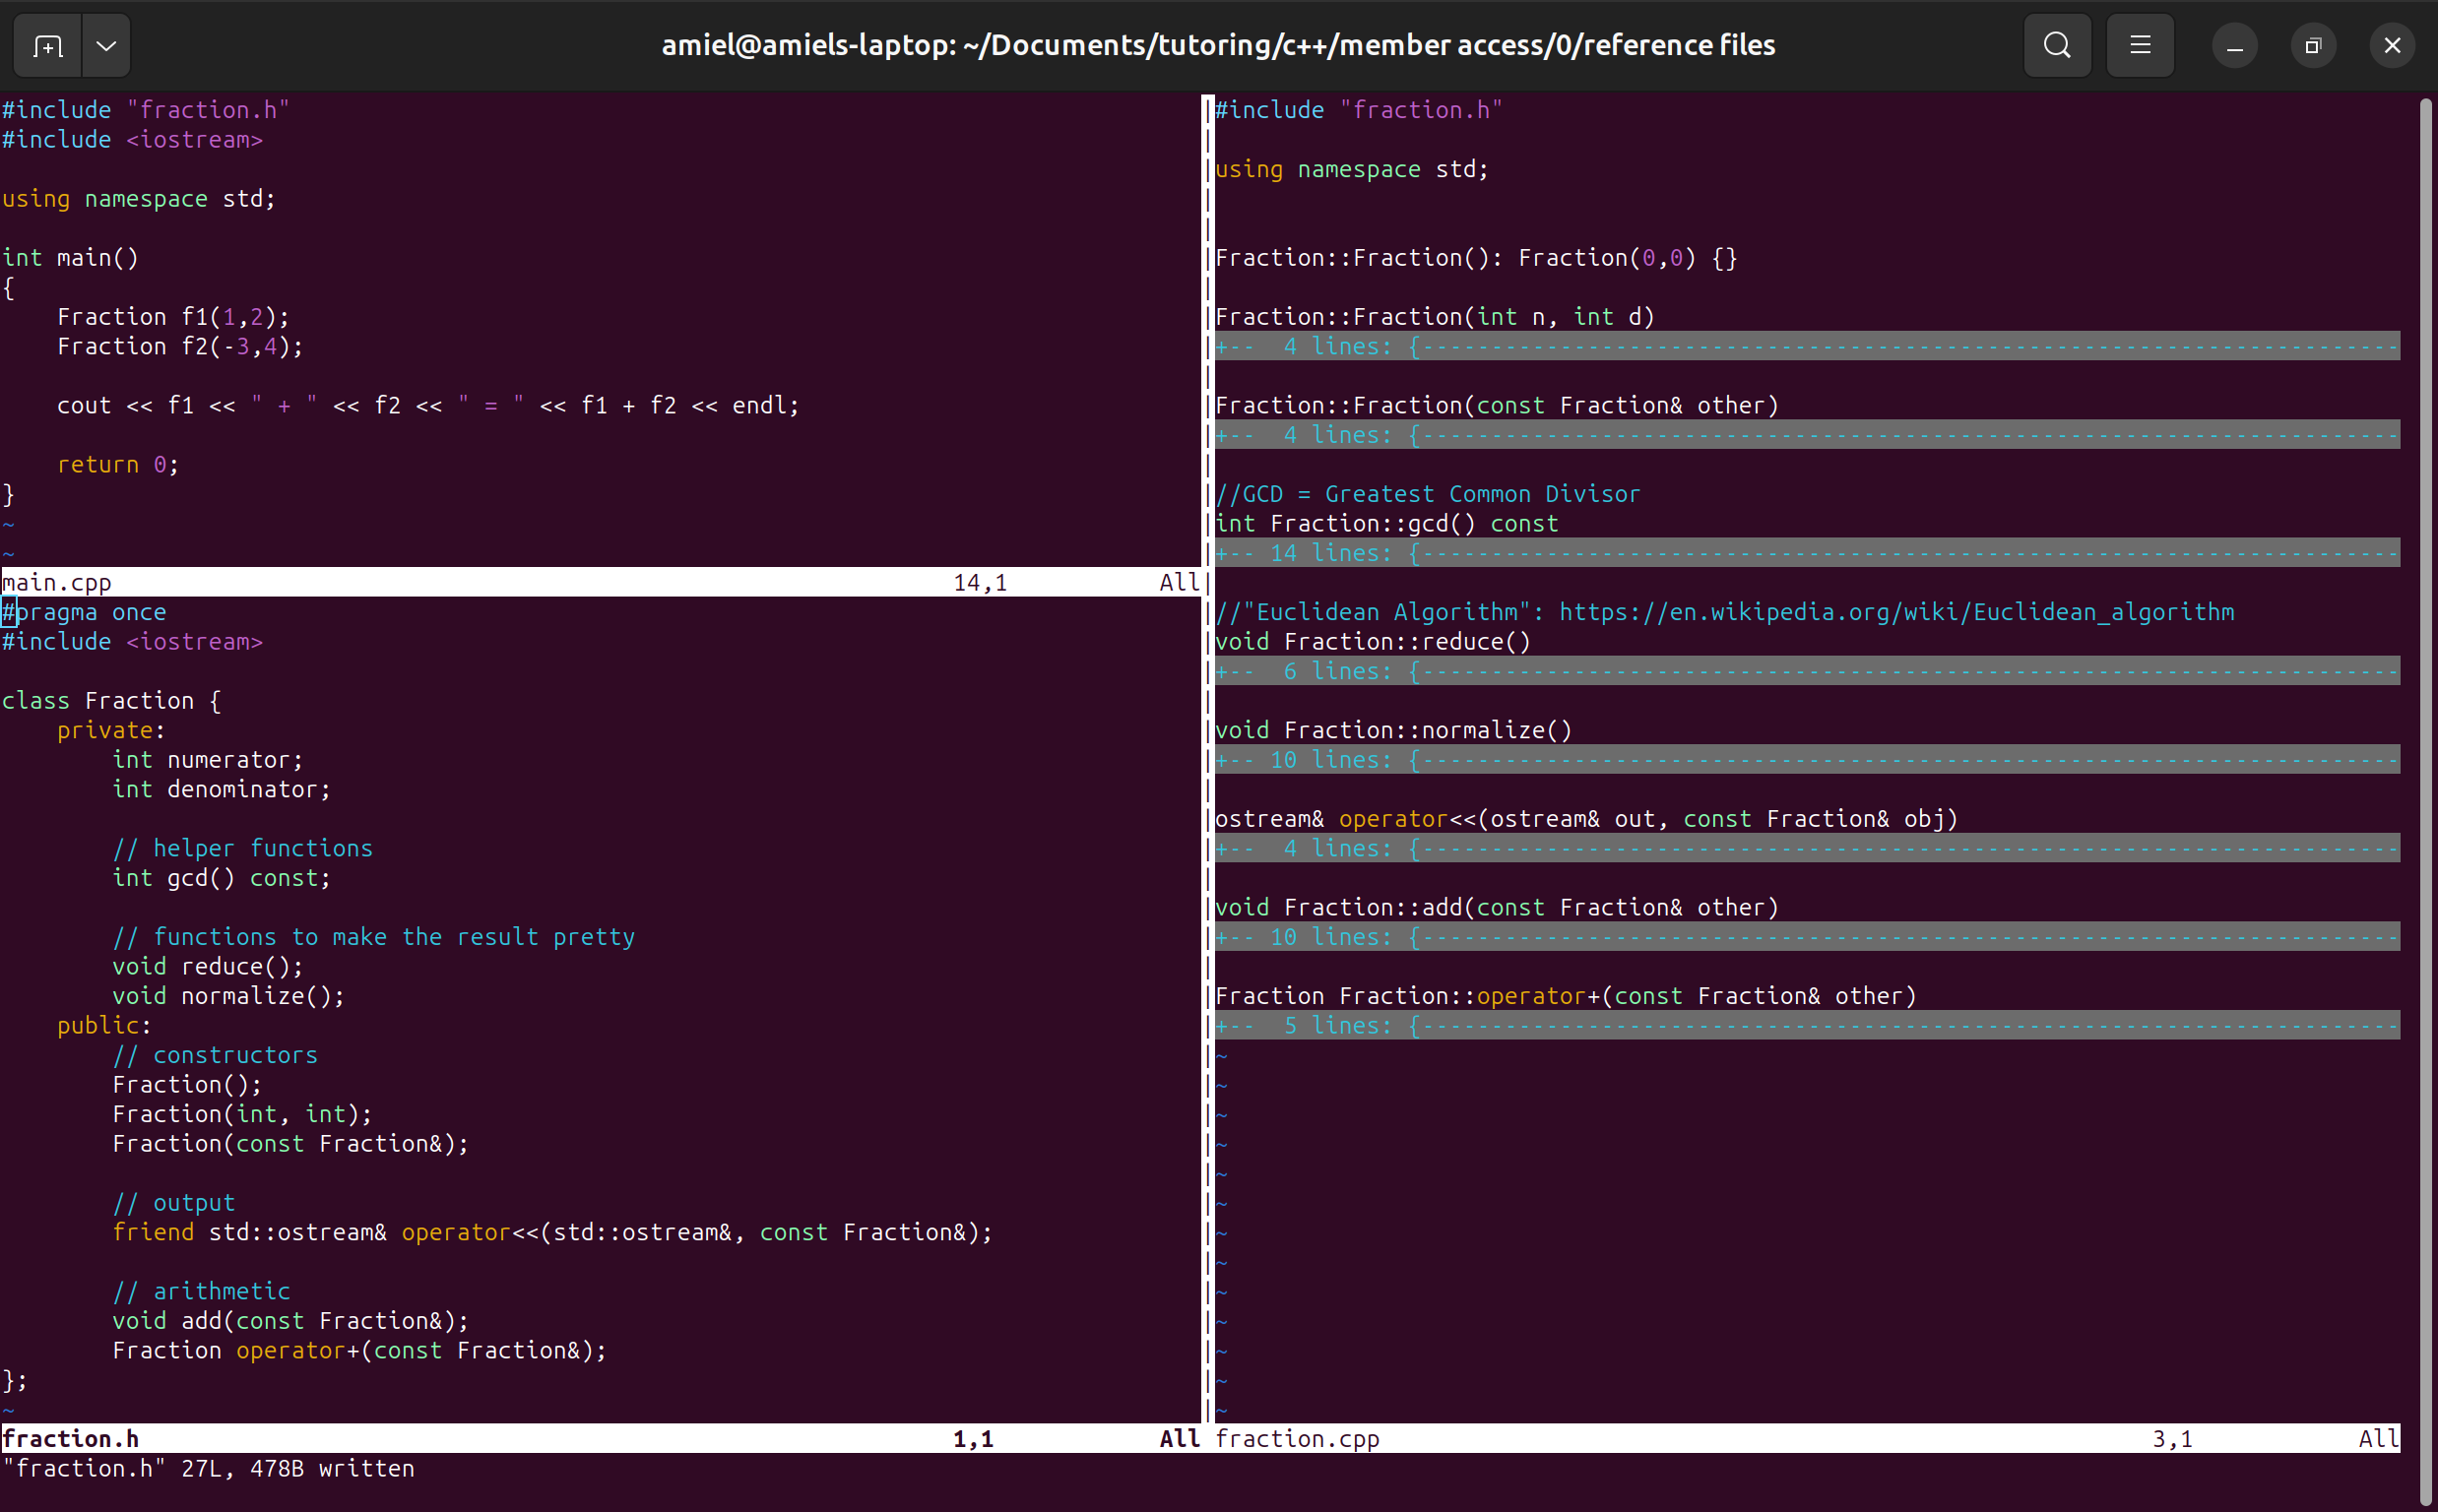 amiel@amiels-laptop: ~/Documents/tutoring/c++/member access/0/reference files
#include "fraction.h"
#include <iostream>

using namespace std;

int main()
{
    Fraction f1(1,2);
    Fraction f2(-3,4);

    cout << f1 << " + " << f2 << " = " << f1 + f2 << endl;

    return 0;
}
~
~
main.cpp 14,1 All
#pragma once
#include <iostream>

class Fraction {
    private:
        int numerator;
        int denominator;

        // helper functions
        int gcd() const;

        // functions to make the result pretty
        void reduce();
        void normalize();
    public:
        // constructors
        Fraction();
        Fraction(int, int);
        Fraction(const Fraction&);

        // output
        friend std::ostream& operator<<(std::ostream&, const Fraction&);

        // arithmetic
        void add(const Fraction&);
        Fraction operator+(const Fraction&);
};
~
fraction.h 1,1 All
"fraction.h" 27L, 478B written
#include "fraction.h"

using namespace std;


Fraction::Fraction(): Fraction(0,0) {}

Fraction::Fraction(int n, int d)
+--  4 lines: {-----------------------------------------------------------------------

Fraction::Fraction(const Fraction& other)
+--  4 lines: {-----------------------------------------------------------------------

//GCD = Greatest Common Divisor
int Fraction::gcd() const
+-- 14 lines: {-----------------------------------------------------------------------

//"Euclidean Algorithm": https://en.wikipedia.org/wiki/Euclidean_algorithm
void Fraction::reduce()
+--  6 lines: {-----------------------------------------------------------------------

void Fraction::normalize()
+-- 10 lines: {-----------------------------------------------------------------------

ostream& operator<<(ostream& out, const Fraction& obj)
+--  4 lines: {-----------------------------------------------------------------------

void Fraction::add(const Fraction& other)
+-- 10 lines: {-----------------------------------------------------------------------

Fraction Fraction::operator+(const Fraction& other)
+--  5 lines: {-----------------------------------------------------------------------
~
~
~
~
~
~
~
~
~
~
~
~
~
fraction.cpp 3,1 All